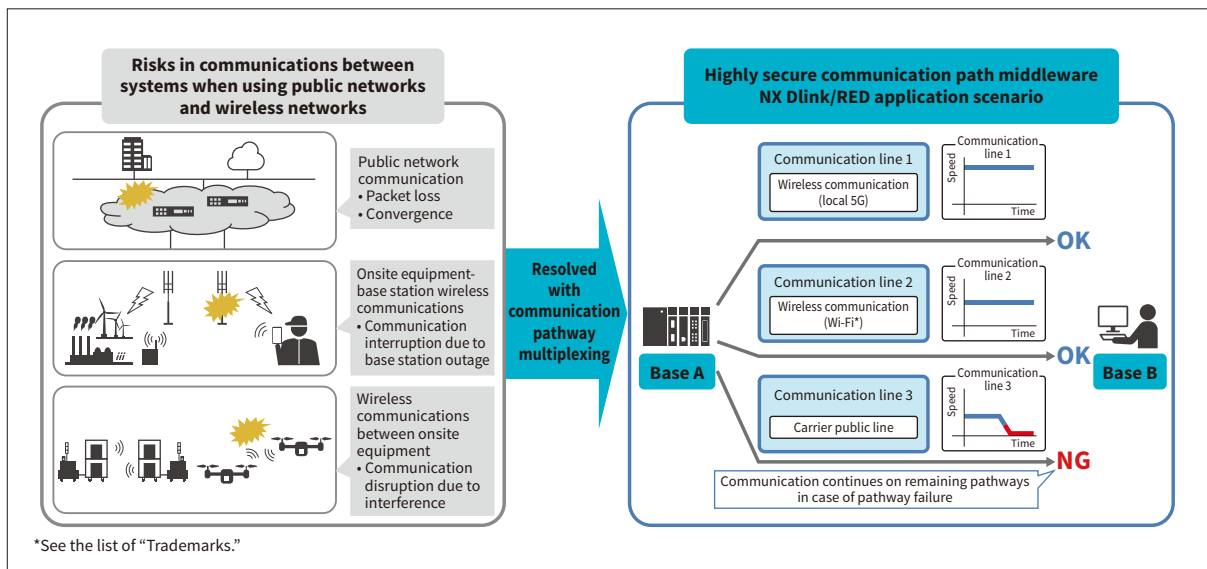 Risks in communications between
systems when using public networks
and wireless networks
Public network
communication
• Packet loss
• Convergence
Onsite equipment-
base station wireless
communications
• Communication
interruption due to
base station outage
Wireless
communications
between onsite
equipment
• Communication
disruption due to
interference
Resolved
with
communication
pathway
multiplexing
Highly secure communication path middleware
NX Dlink/RED application scenario
Communication line 1
Wireless communication
(local 5G)
Communication
line 1
Speed
Time
OK
Communication line 2
Wireless communication
(Wi-Fi*)
Communication
line 2
Speed
Time
OK
Base A
Base B
Communication line 3
Carrier public line
Communication
line 3
Speed
Time
NG
Communication continues on remaining pathways
in case of pathway failure
*See the list of “Trademarks.”